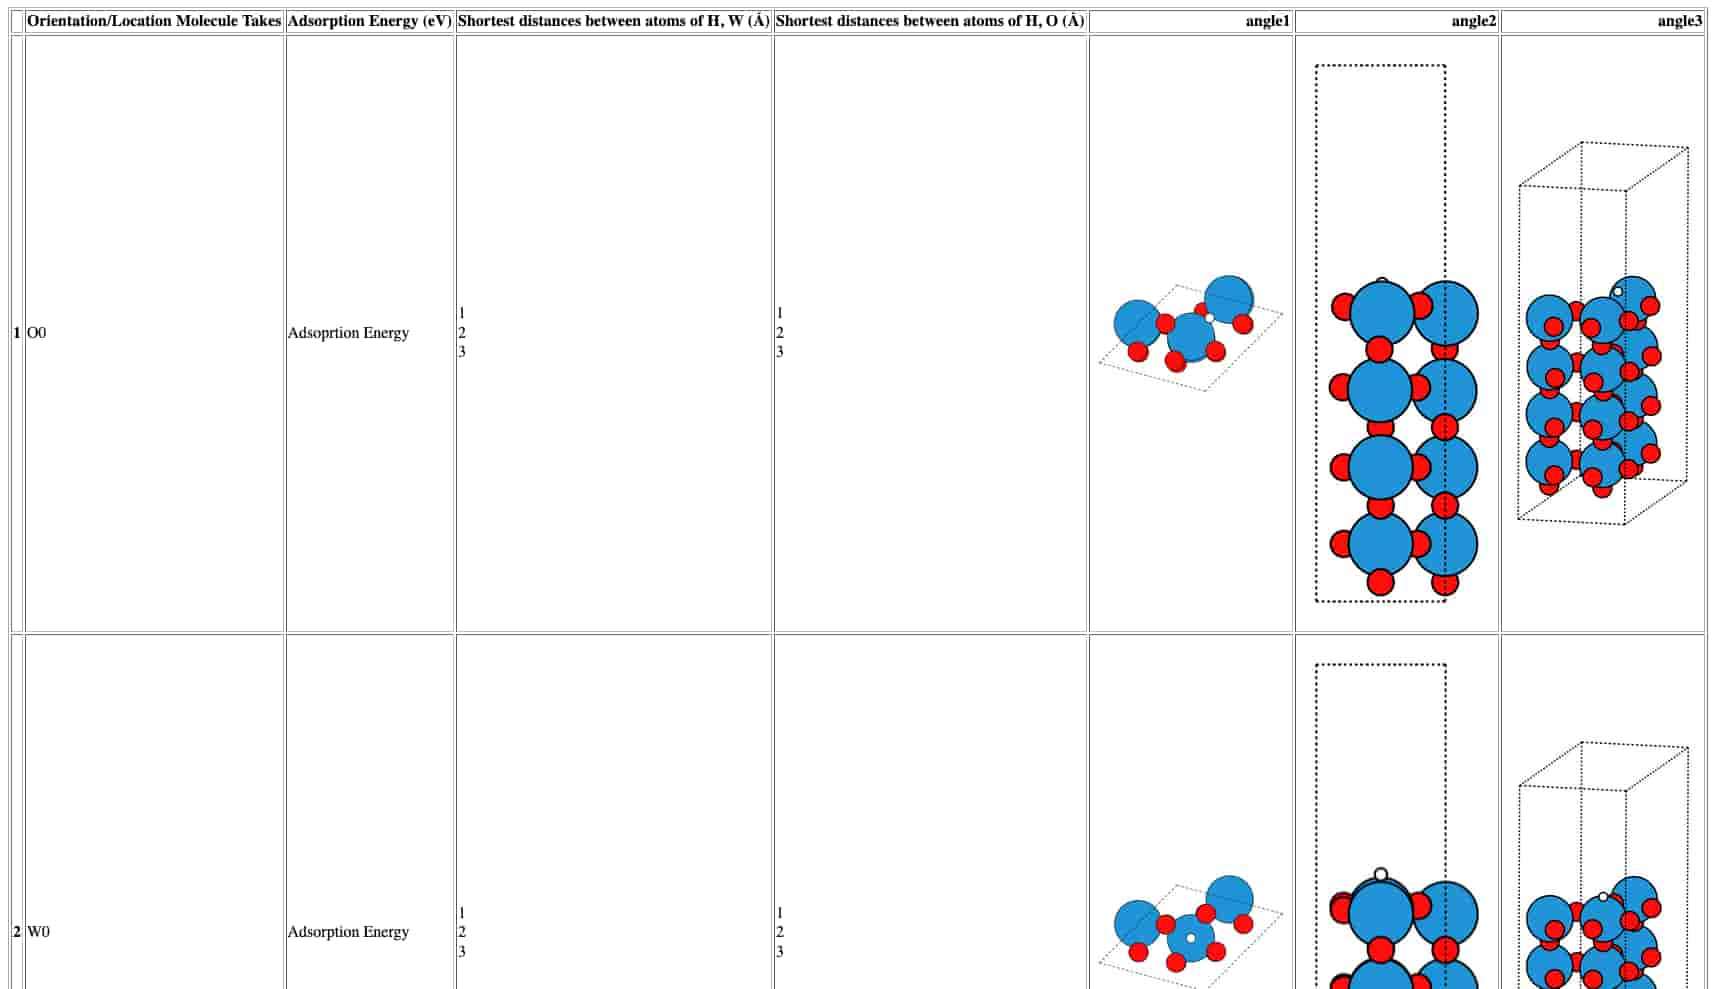 Orientation/Location Molecule Takes Adsorption Energy (eV) Shortest distances between atoms of H, W (Å) Shortest distances between atoms of H, O (Å) angle1 angle2 angle3
1 O0 Adsoprtion Energy
1 1
2 2
3 3
2 W0 Adsorption Energy
1 1
2 2
3 3